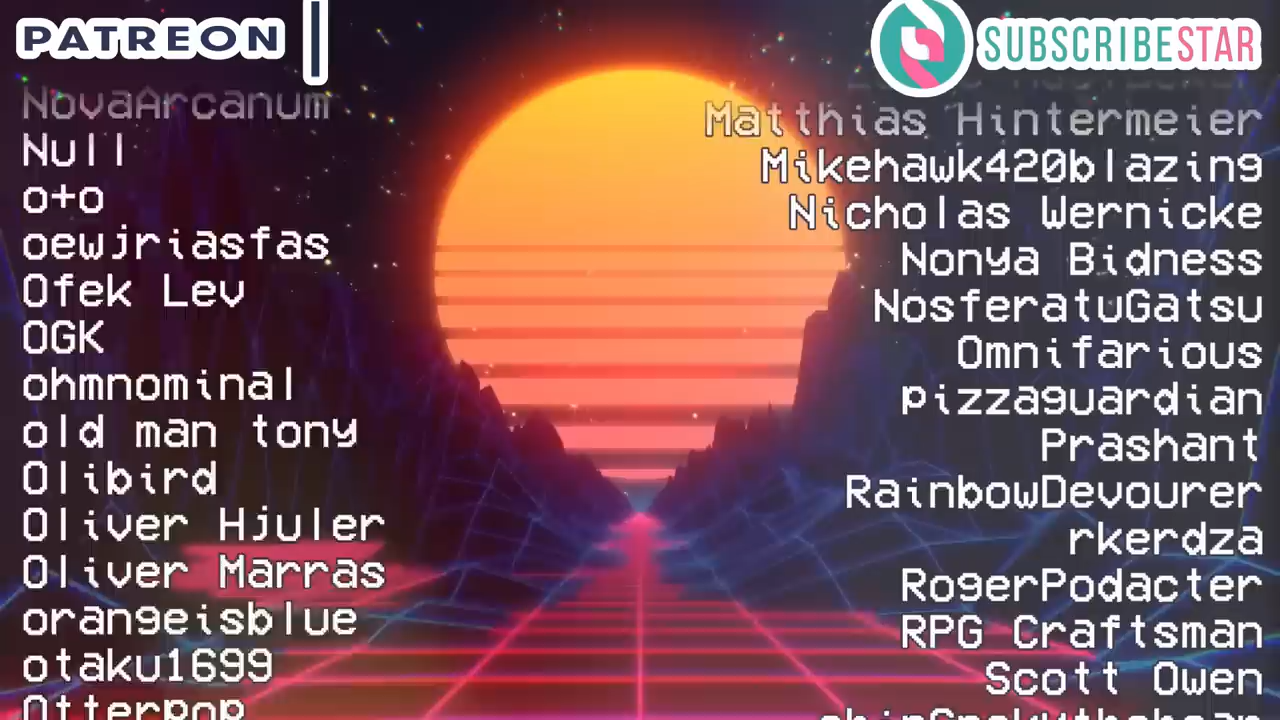 PATREON
SUBSCRIBESTAR
NovaArcanum
Null
o+o
oewjriasfas
Ofek Lev
OGK
ohmnominal
old man tony
Olibird
Oliver Hjuler
Oliver Marras
orangeisblue
otaku1699
Otterpop
Matthias Hintermeier
Mikehawk420blazing
Nicholas Wernicke
Nonya Bidness
NosferatuGatsu
Omnifarious
pizzaguardian
Prashant
RainbowDevourer
rkerdza
RogerPodacter
RPG Craftsman
Scott Owen